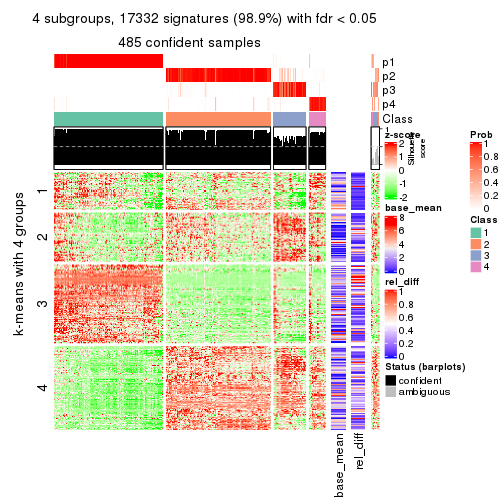 4 subgroups, 17332 signatures (98.9%) with fdr < 0.05
485 confident samples
p1
p2
p3
p4
Class
1
0
Silhouette
score
k-means with 4 groups
1
2
3
4
base_mean
rel_diff
z-score
2
1
0
-1
-2
base_mean
8
6
4
2
0
rel_diff
1
0.8
0.6
0.4
0.2
0
Status (barplots)
confident
ambiguous
Prob
1
0.8
0.6
0.4
0.2
0
Class
1
2
3
4